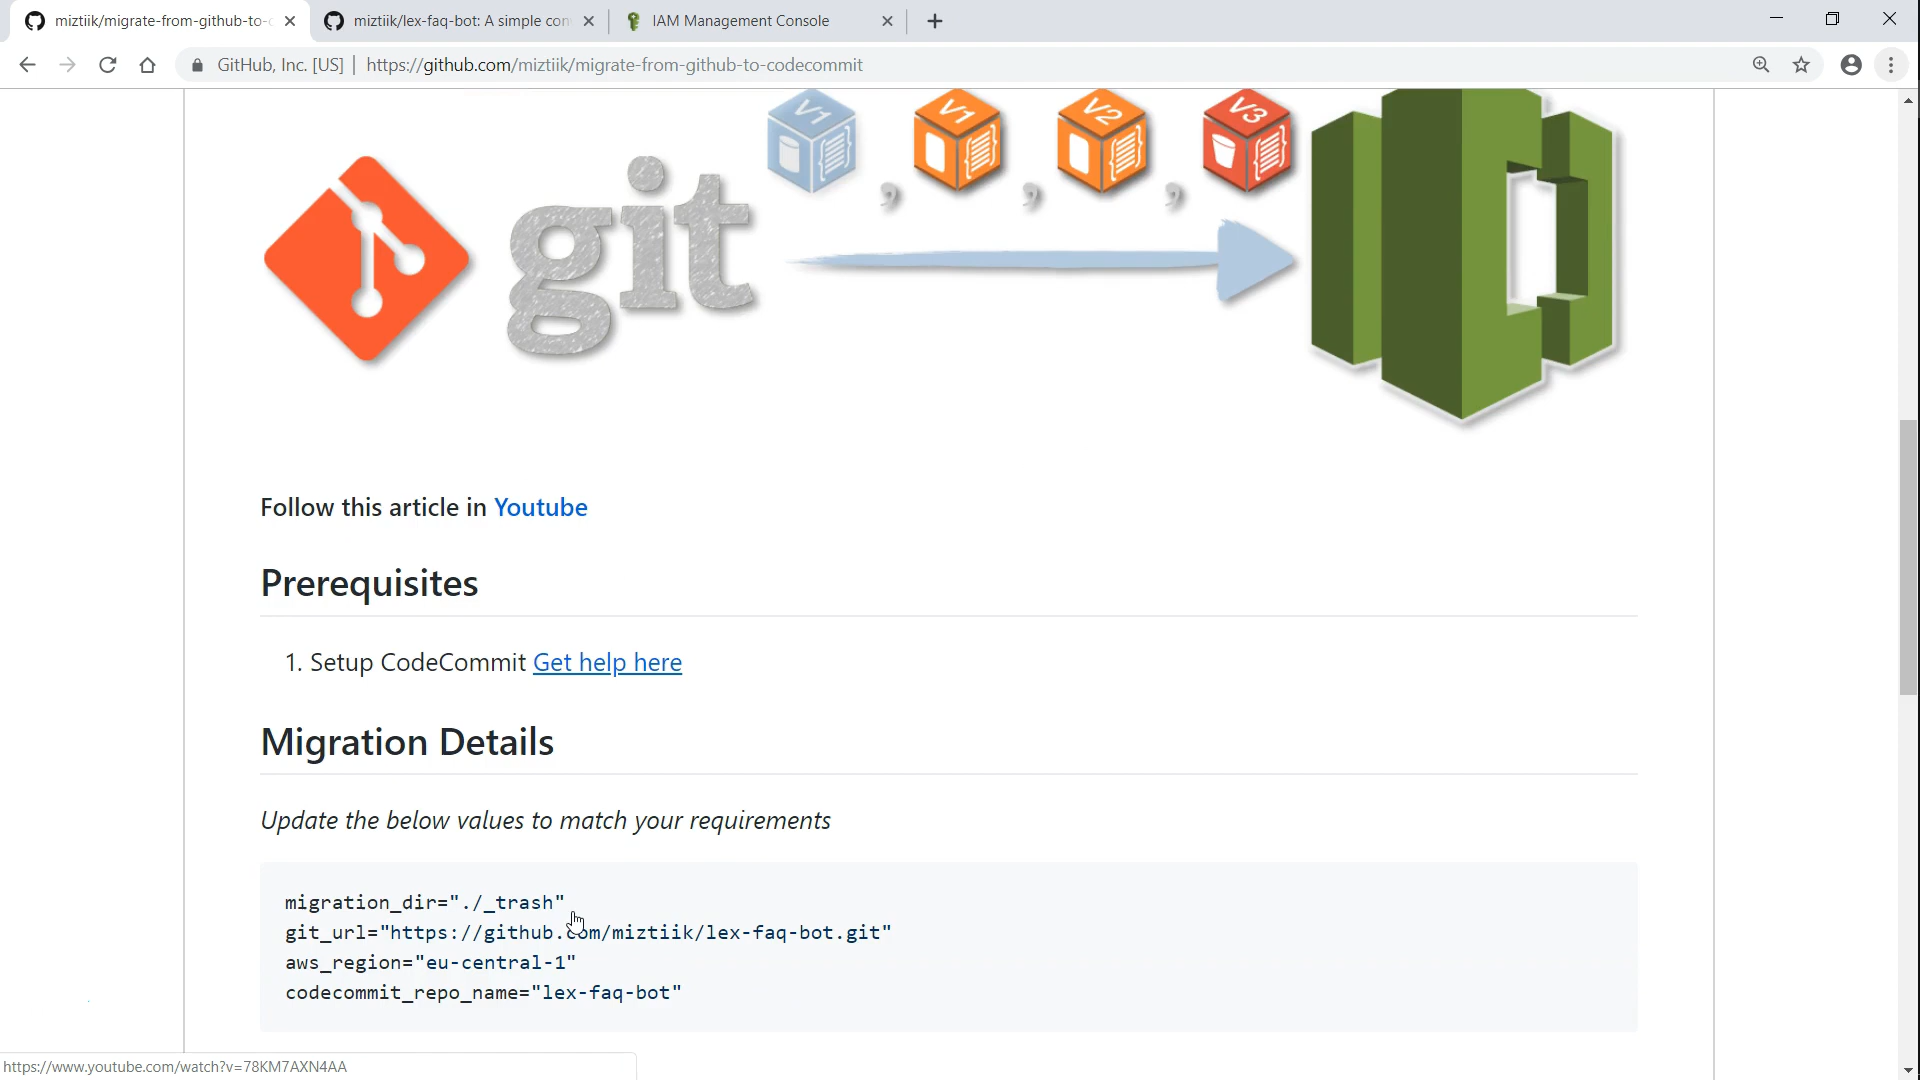 miztiik/migrate-from-github-to-c
miztiik/lex-faq-bot: A simple con
IAM Management Console
GitHub, Inc. [US] | https://github.com/miztiik/migrate-from-github-to-codecommit
V1
V1
V2
V3
, , ,
git
Follow this article in Youtube
Prerequisites
1. Setup CodeCommit Get help here
Migration Details
Update the below values to match your requirements
migration_dir="./_trash"
git_url="https://github.com/miztiik/lex-faq-bot.git"
aws_region="eu-central-1"
codecommit_repo_name="lex-faq-bot"
https://www.youtube.com/watch?v=78KM7AXN4AA